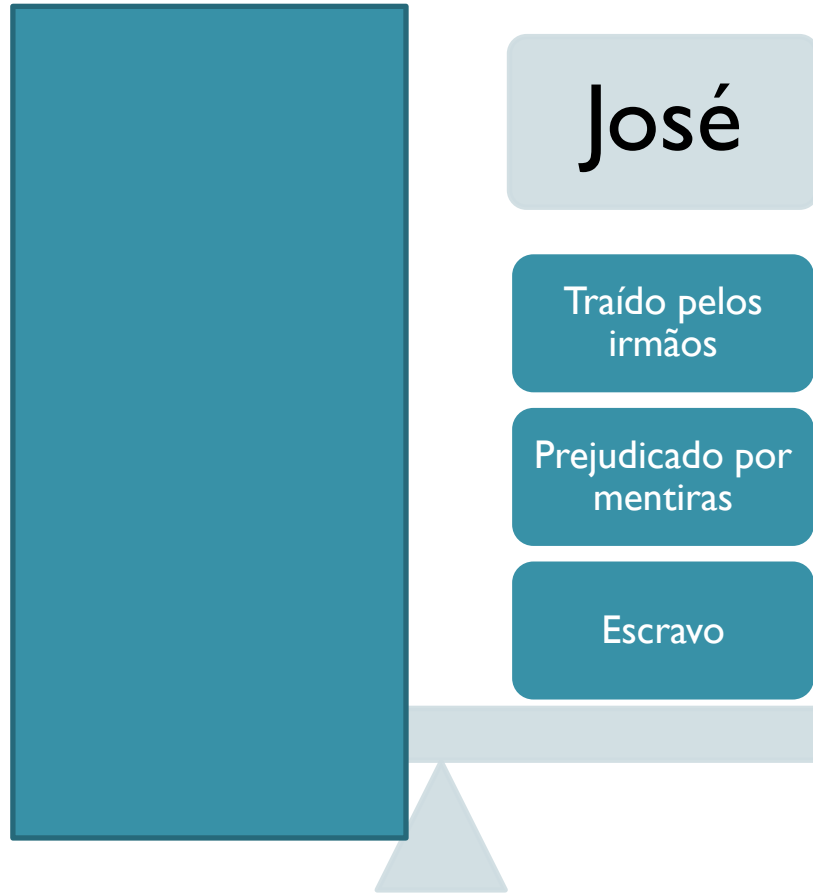 José
Traído pelos
irmãos
Prejudicado por
mentiras
Escravo